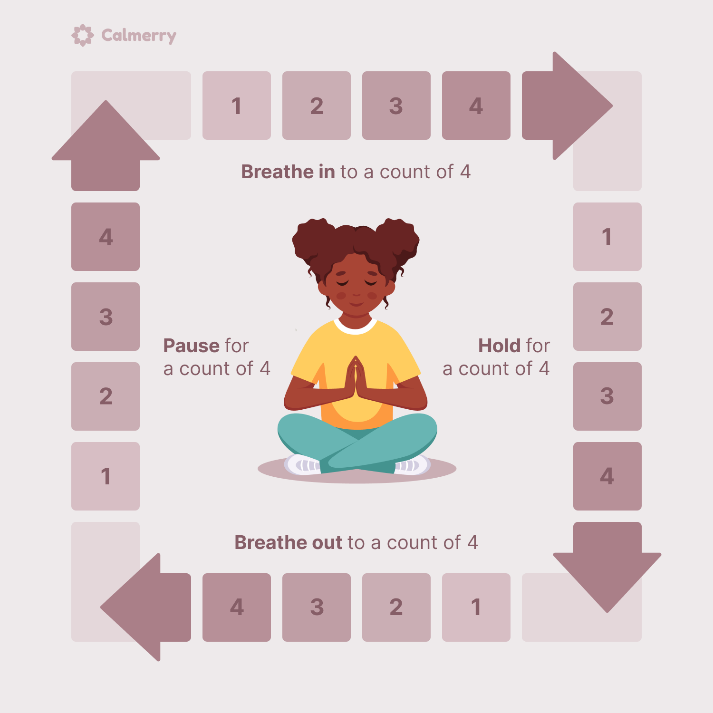 Calmerry
1 2 3 4
Breathe in to a count of 4
4
3
2
1
Pause for
a count of 4
Hold for
a count of 4
1
2
3
4
Breathe out to a count of 4
4 3 2 1